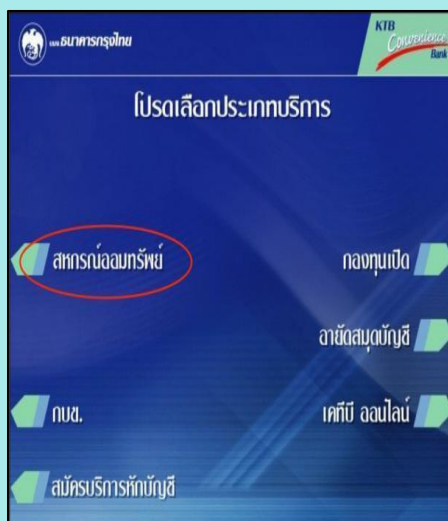 ธนาคารกรุงไทย
KTB
Convenience
Bank
โปรดเลือกประเภทบริการ
สหกรณ์ออมทรัพย์
กองทุนเปิด
อายัดสมุดบัญชี
กบข.
เคทีบี ออนไลน์
สมัครบริการหักบัญชี